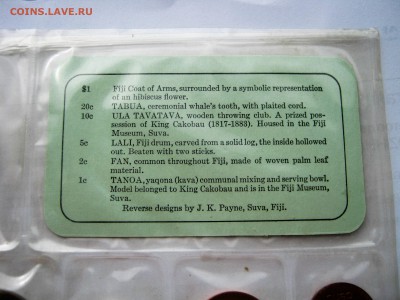 COINS.LAVE.RU
$1 Fiji Coat of Arms, surrounded by a symbolic representation
of an hibiscus flower.
20c TABUA, ceremonial whale's tooth, with plaited cord.
10c ULA TAVATAVA, wooden throwing club. A prized pos-
session of King Cakobau (1817-1883). Housed in the Fiji
Museum, Suva.
5c LALI, Fiji drum, carved from a solid log, the inside hollowed
out. Beaten with two sticks.
2c FAN, common throughout Fiji, made of woven palm leaf
material.
1c TANOA, yaqona (kava) communal mixing and serving bowl.
Model belonged to King Cakobau and is in the Fiji Museum,
Suva.
Reverse designs by J. K. Payne, Suva, Fiji.